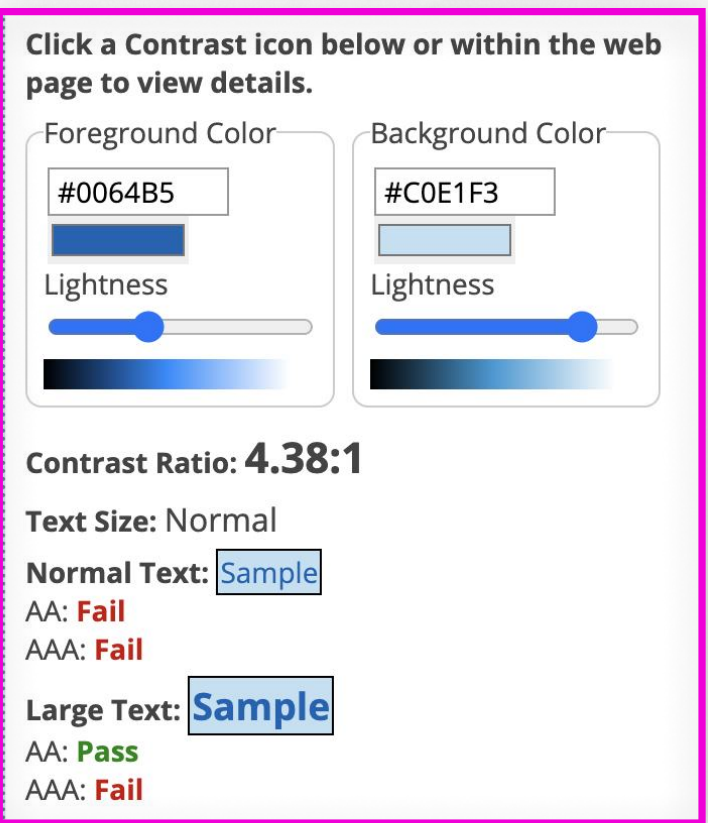 Click a Contrast icon below or within the web
page to view details.
Foreground Color
Background Color
#0064B5
#C0E1F3
Lightness
Lightness
Contrast Ratio: 4.38:1
Text Size: Normal
Normal Text: Sample
AA: Fail
AAA: Fail
Large Text: Sample
AA: Pass
AAA: Fail